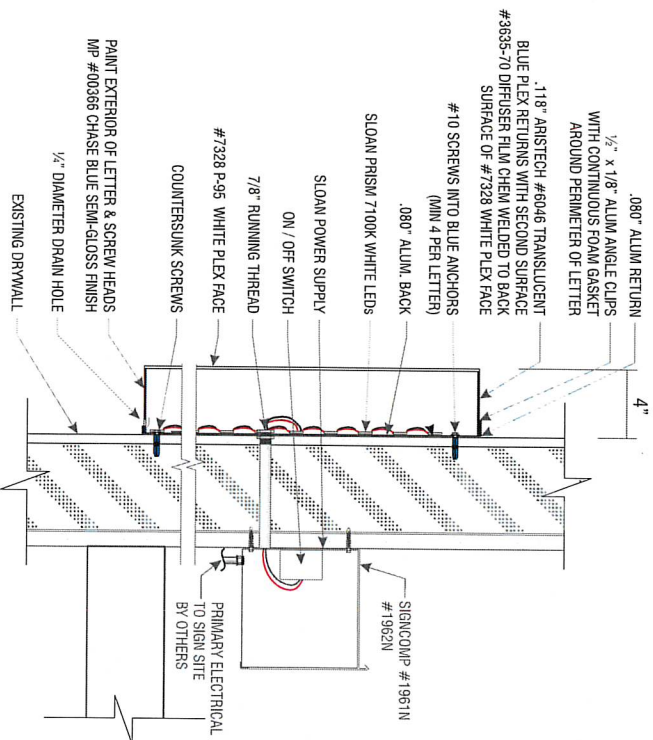 .080" ALUM RETURN
½" x 1/8" ALUM ANGLE CLIPS
WITH CONTINUOUS FOAM GASKET
AROUND PERIMETER OF LETTER
.118" ARISTECH #6046 TRANSLUCENT
BLUE PLEX RETURNS WITH SECOND SURFACE
#3635-70 DIFFUSER FILM CHEM WELDED TO BACK
SURFACE OF #7328 WHITE PLEX FACE
#10 SCREWS INTO BLUE ANCHORS
(MIN 4 PER LETTER)
.080" ALUM. BACK
SLOAN PRISM 7100K WHITE LEDs
SLOAN POWER SUPPLY
ON / OFF SWITCH
7/8" RUNNING THREAD
#7328 P-95 WHITE PLEX FACE
COUNTERSUNK SCREWS
PAINT EXTERIOR OF LETTER & SCREW HEADS
MP #00366 CHASE BLUE SEMI-GLOSS FINISH
¼" DIAMETER DRAIN HOLE
EXISTING DRYWALL
4"
SIGNCOMP #1961N
#1962N
PRIMARY ELECTRICAL
TO SIGN SITE
BY OTHERS